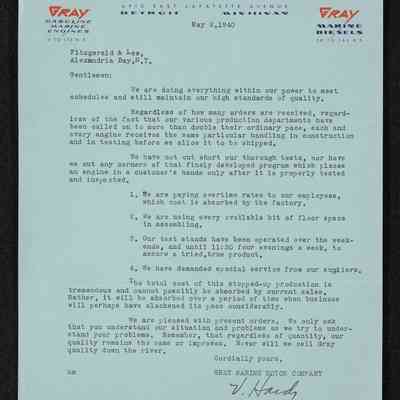 GRAY
GASOLINE
MARINE
ENGINES
6910 EAST LAFAYETTE AVENUE
DETROIT MICHIGAN
GRAY
MARINE
DIESELS
May 8, 1940
Fitzgerald & Lee,
Alexandria Bay, N.Y.
Gentlemen:
We are doing everything within our power to meet
schedules and still maintain our high standards of quality.
Regardless of how many orders are received, regard-
less of the fact that our various production departments have
been called on to more than double their ordinary pace, each and
every engine receives the same particular handling in construction
and in testing before we allow it to be shipped.
We have not cut short our thorough tests, nor have
we cut any corners of that finely developed program which places
an engine in a customer's hands only after it is properly tested
and inspected.
1. We are paying overtime rates to our employees,
which cost is absorbed by the factory.
2. We are using every available bit of floor space
in assembling.
3. Our test stands have been operated over the week-
ends, and until 11:30 four evenings a week, to
assure a tried, true product.
4. We have demanded special service from our suppliers.
The total cost of this stepped-up production is
tremendous and cannot possibly be absorbed by current sales.
Rather, it will be absorbed over a period of time when business
will perhaps have slackened its pace considerably.
We are pleased with present orders. We only ask
that you understand our situation and problems as we try to under-
stand your problems. Remember, that regardless of quantity, our
quality remains the same or improves. Never will we sell Gray
quality down the river.
Cordially yours,
GRAY MARINE MOTOR COMPANY
V. Hardy